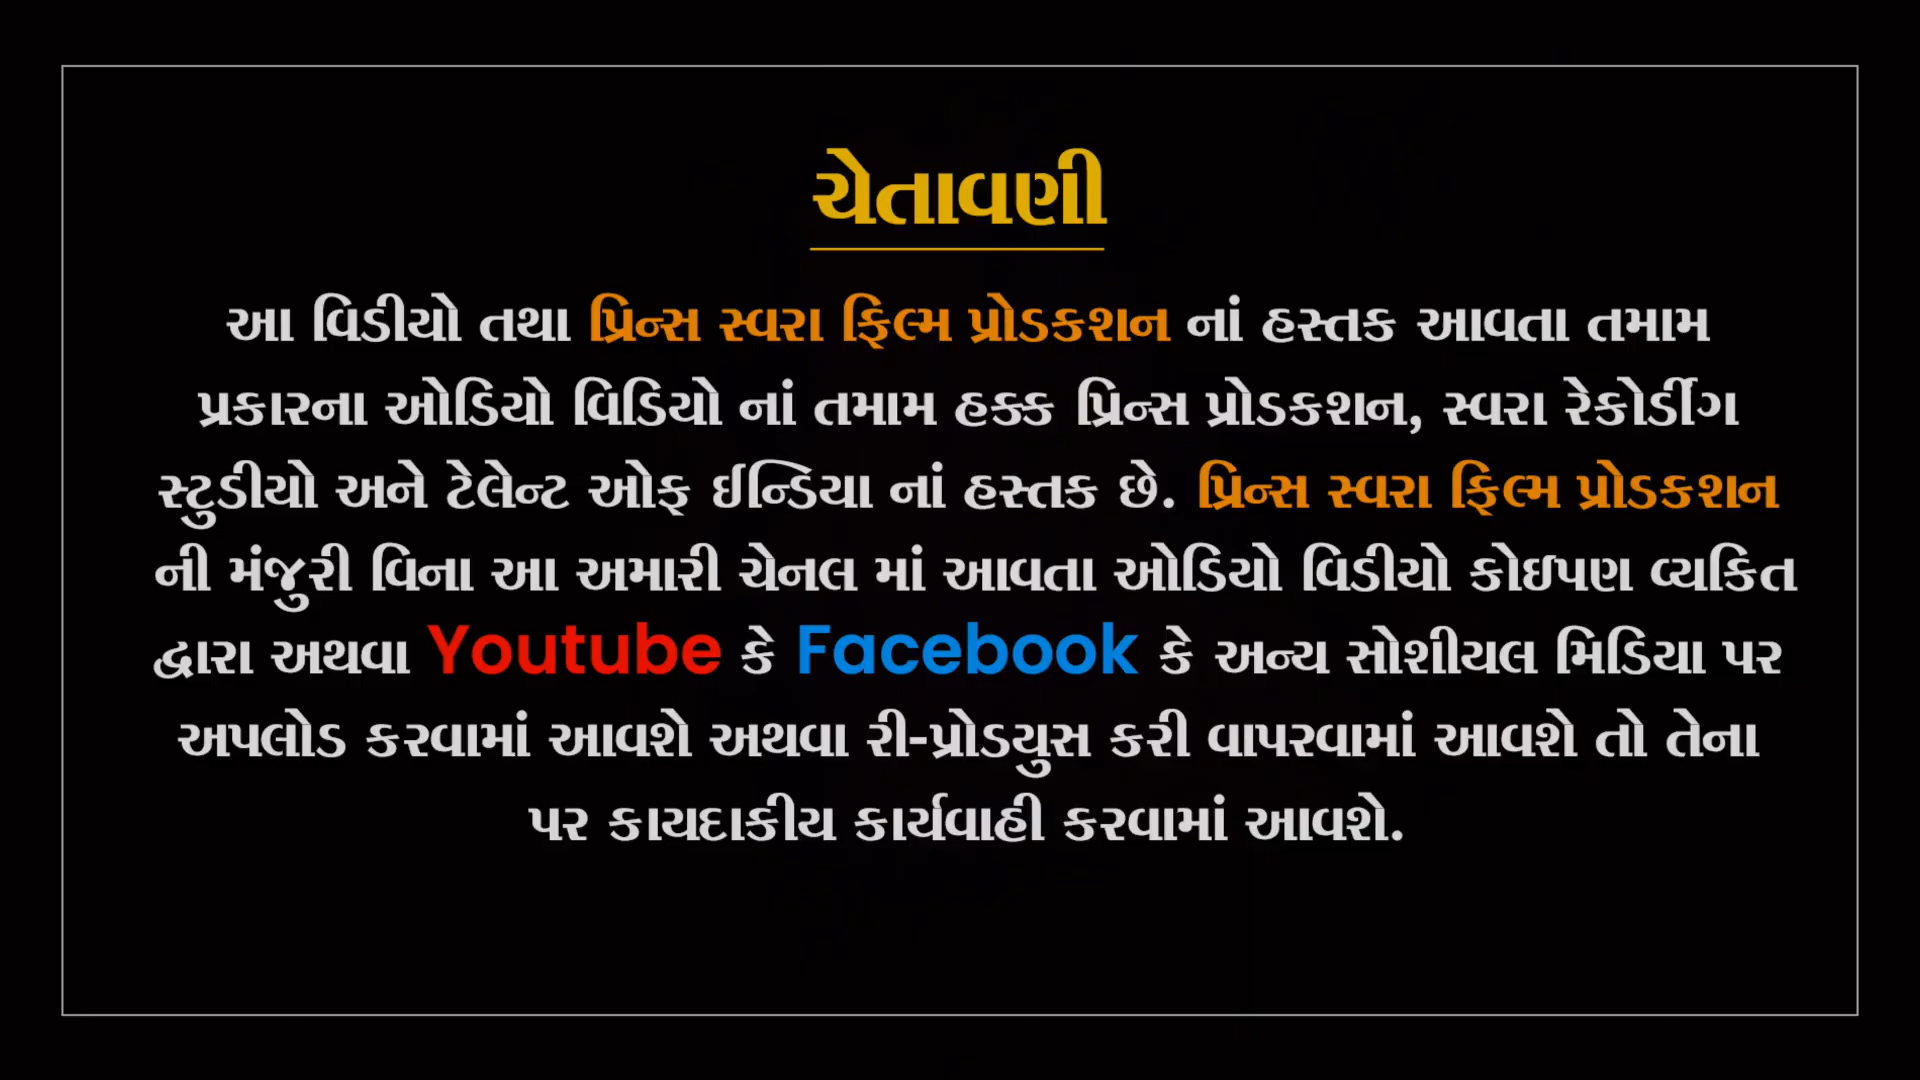 ચેતાવણી
આ વિડીયો તથા પ્રિન્સ સ્વરા ફિલ્મ પ્રોડકશન નાં હસ્તક આવતા તમામ
પ્રકારના ઓડિયો વિડિયો નાં તમામ હક્ક પ્રિન્સ પ્રોડકશન, સ્વરા રેકોર્ડીંગ
સ્ટુડીયો અને ટેલેન્ટ ઓફ ઈન્ડિયા નાં હસ્તક છે. પ્રિન્સ સ્વરા ફિલ્મ પ્રોડકશન
ની મંજુરી વિના આ અમારી ચેનલ માં આવતા ઓડિયો વિડીયો કોઇપણ વ્યકિત
દ્વારા અથવા Youtube કે Facebook કે અન્ય સોશીયલ મિડિયા પર
અપલોડ કરવામાં આવશે અથવા રી-પ્રોડયુસ કરી વાપરવામાં આવશે તો તેના
પર કાયદાકીય કાર્યવાહી કરવામાં આવશે.